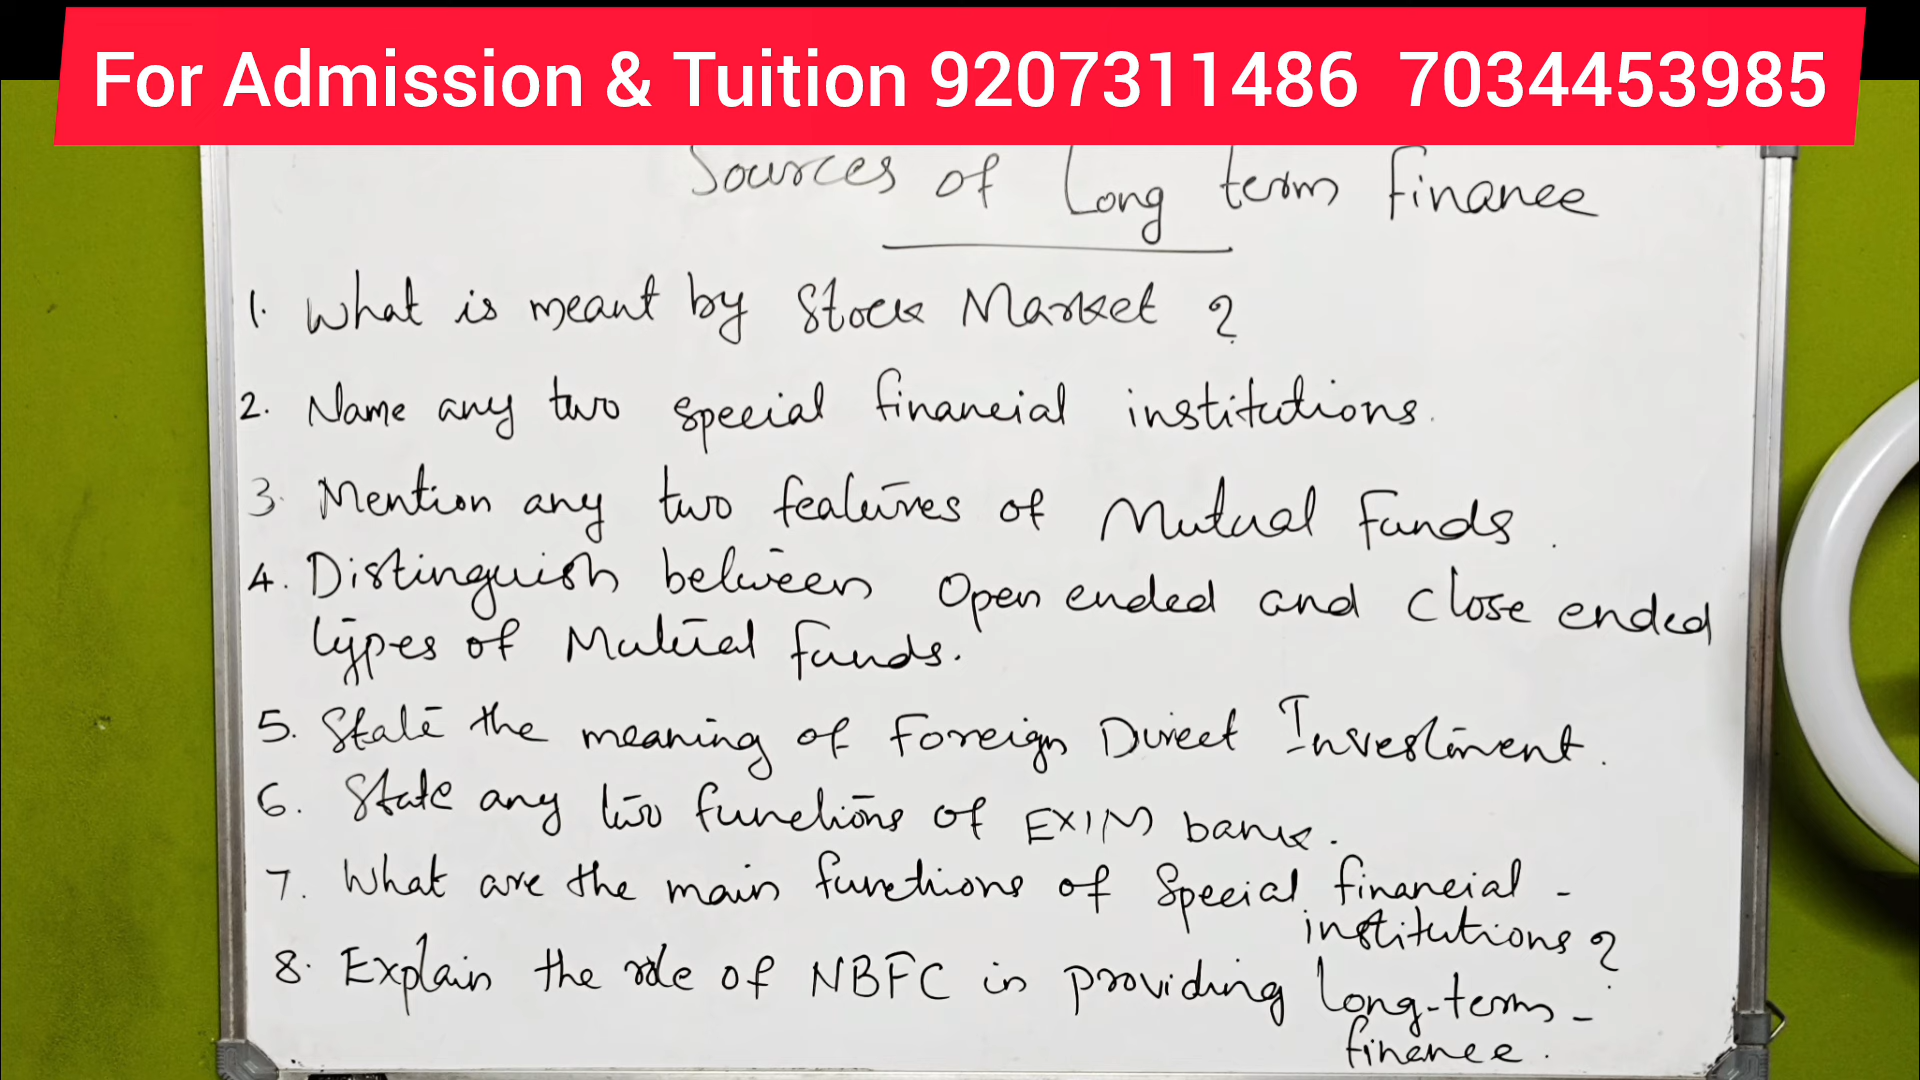 For Admission & Tuition 9207311486 7034453985
Sources of Long term finance
1. What is meant by Stock Market ?
2. Name any two special financial institutions.
3. Mention any two features of Mutual Funds.
4. Distinguish between Open ended and close ended
types of Mutual funds.
5. State the meaning of Foreign Direct Investment.
6. State any two functions of EXIM bank.
7. What are the main functions of Special financial -
institutions ?
8. Explain the role of NBFC in providing long-term -
finance.